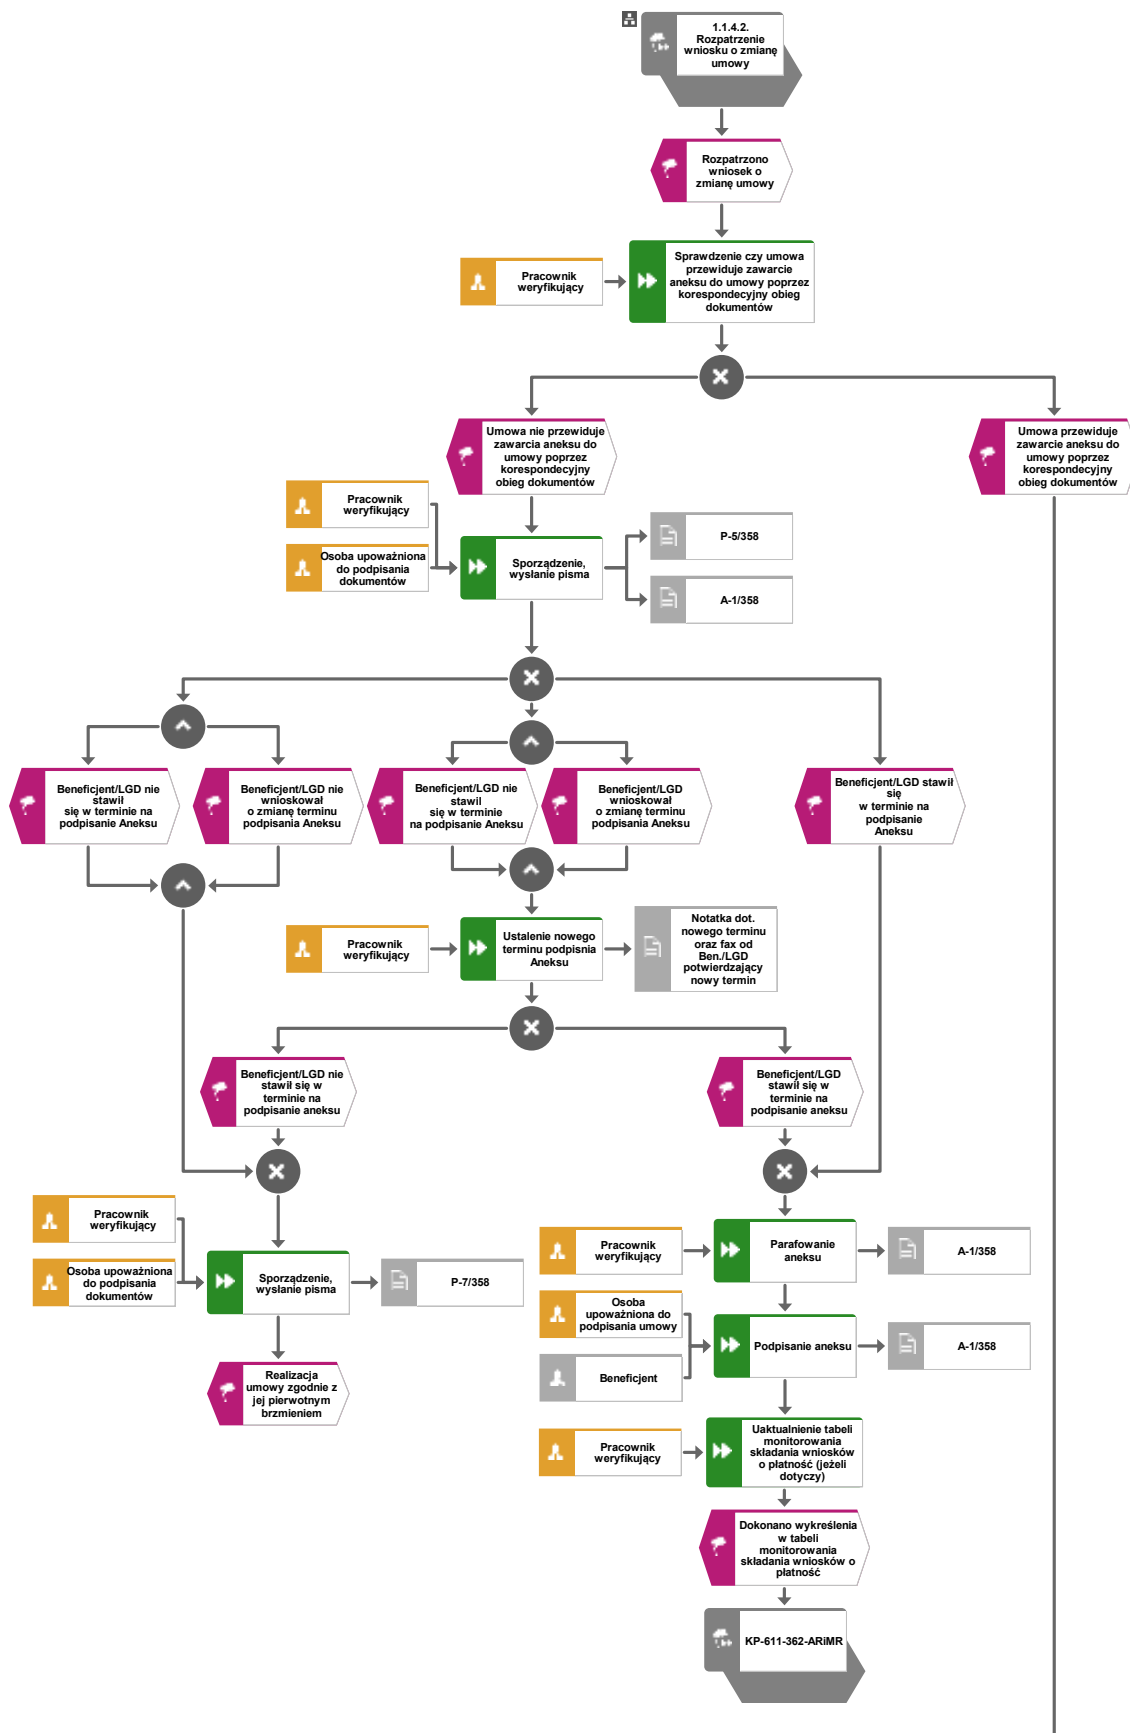 1.1.4.2.
Rozpatrzenie
wniosku o zmianę
umowy
Rozpatrzono
wniosek o
zmianę umowy
Pracownik
weryfikujący
Sprawdzenie czy umowa
przewiduje zawarcie
aneksu do umowy poprzez
korespondecyjny obieg
dokumentów
Umowa nie przewiduje
zawarcia aneksu do
umowy poprzez
korespondecyjny
obieg dokumentów
Umowa przewiduje
zawarcie aneksu do
umowy poprzez
korespondecyjny
obieg dokumentów
Pracownik
weryfikujący
Osoba upoważniona
do podpisania
dokumentów
Sporządzenie,
wysłanie pisma
P-5/358
A-1/358
Beneficjent/LGD nie
stawił
się w terminie na
podpisanie Aneksu
Beneficjent/LGD nie
wnioskował
o zmianę terminu
podpisania Aneksu
Beneficjent/LGD nie
stawił
się w terminie
na podpisanie Aneksu
Beneficjent/LGD
wnioskował
o zmianę terminu
podpisania Aneksu
Beneficjent/LGD stawił
się
w terminie na
podpisanie
Aneksu
Pracownik
weryfikujący
Ustalenie nowego
terminu podpisnia
Aneksu
Notatka dot.
nowego terminu
oraz fax od
Ben./LGD
potwierdzający
nowy termin
Beneficjent/LGD nie
stawił się w
terminie na
podpisanie aneksu
Beneficjent/LGD
stawił się w
terminie na
podpisanie aneksu
Pracownik
weryfikujący
Osoba upoważniona
do podpisania
dokumentów
Sporządzenie,
wysłanie pisma
P-7/358
Realizacja
umowy zgodnie z
jej pierwotnym
brzmieniem
Pracownik
weryfikujący
Parafowanie
aneksu
A-1/358
Osoba
upoważniona do
podpisania umowy
Beneficjent
Podpisanie aneksu
A-1/358
Pracownik
weryfikujący
Uaktualnienie tabeli
monitorowania
składania wniosków
o płatność (jeżeli
dotyczy)
Dokonano wykreślenia
w tabeli
monitorowania
składania wniosków o
płatność
KP-611-362-ARiMR